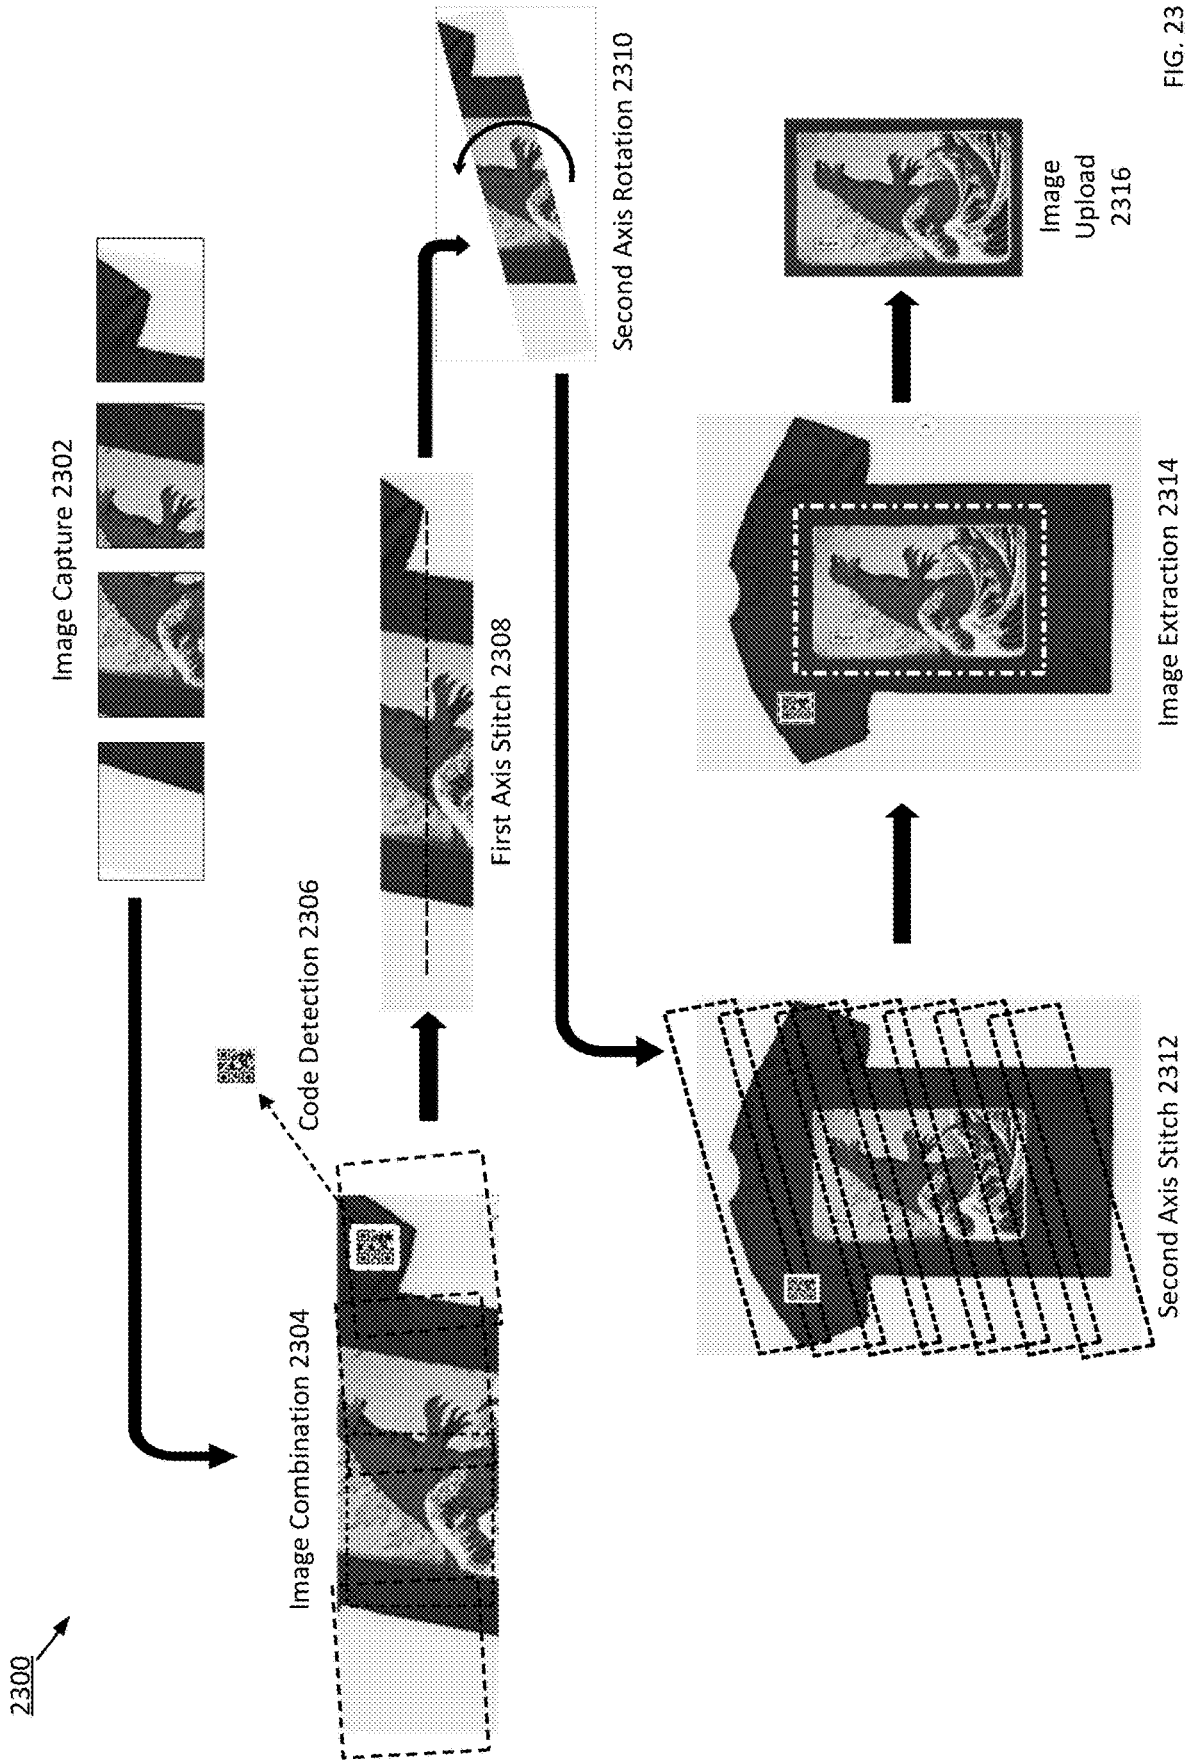 2300
Image Capture 2302
Image Combination 2304
Code Detection 2306
First Axis Stitch 2308
Second Axis Rotation 2310
Second Axis Stitch 2312
Image Extraction 2314
Image
Upload
2316
FIG. 23